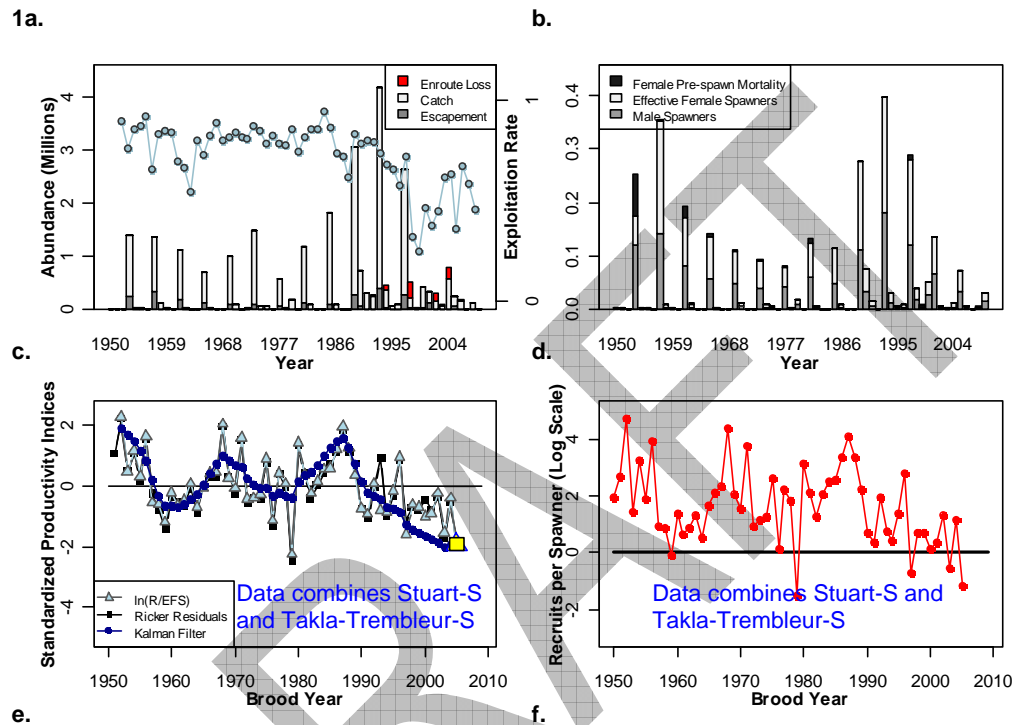 1a.
Abundance (Millions)
4
3
2
1
0
Enroute Loss
Catch
Escapement
1
0
Exploitation Rate
1950 1959 1968 1977 1986 1995 2004
Year
b.
0.4
0.3
0.2
0.1
0.0
Female Pre-spawn Mortality
Effective Female Spawners
Male Spawners
1950 1959 1968 1977 1986 1995 2004
Year
c.
Standardized Productivity Indices
2
0
-2
-4
ln(R/EFS)
Ricker Residuals
Kalman Filter
Data combines Stuart-S
and Takla-Trembleur-S
1950 1960 1970 1980 1990 2000 2010
Brood Year
d.
Recruits per Spawner (Log Scale)
4
2
0
-2
Data combines Stuart-S and
Takla-Trembleur-S
1950 1960 1970 1980 1990 2000 2010
Brood Year
e.
f.
DRAFT